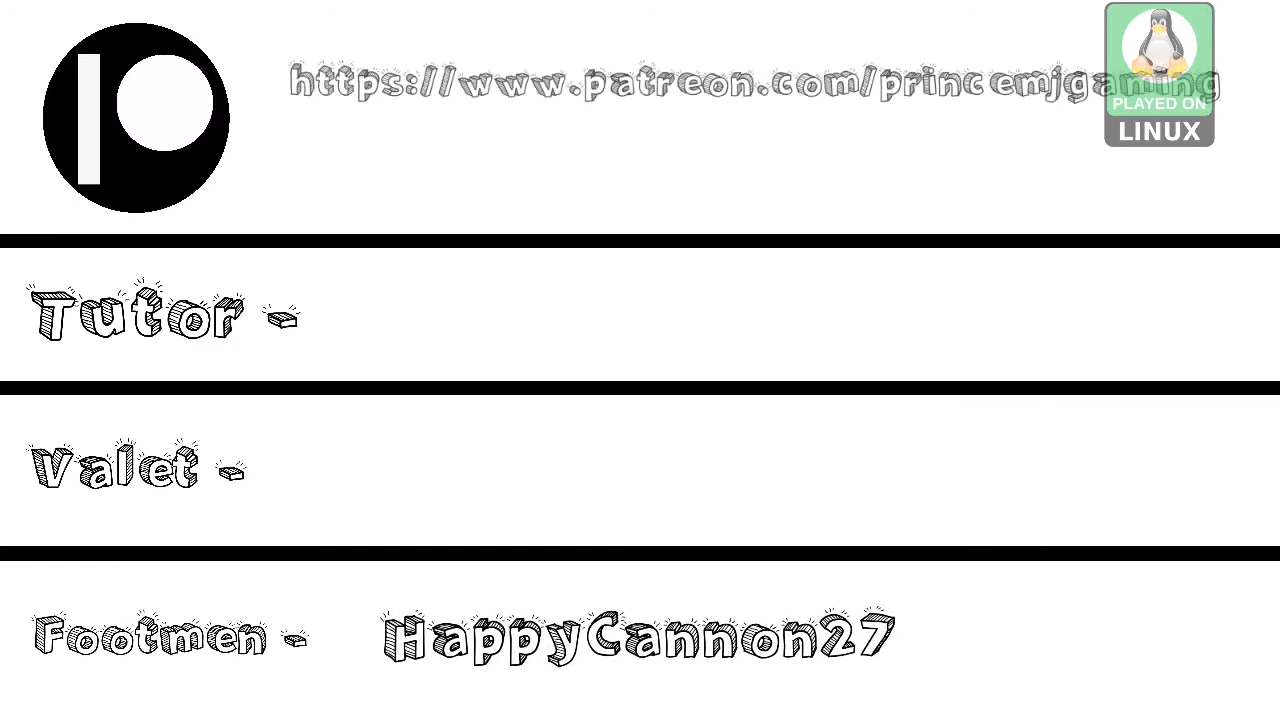 https://www.patreon.com/princemjgaming
PLAYED ON
LINUX
Tutor -
Valet -
Footmen - HappyCannon27